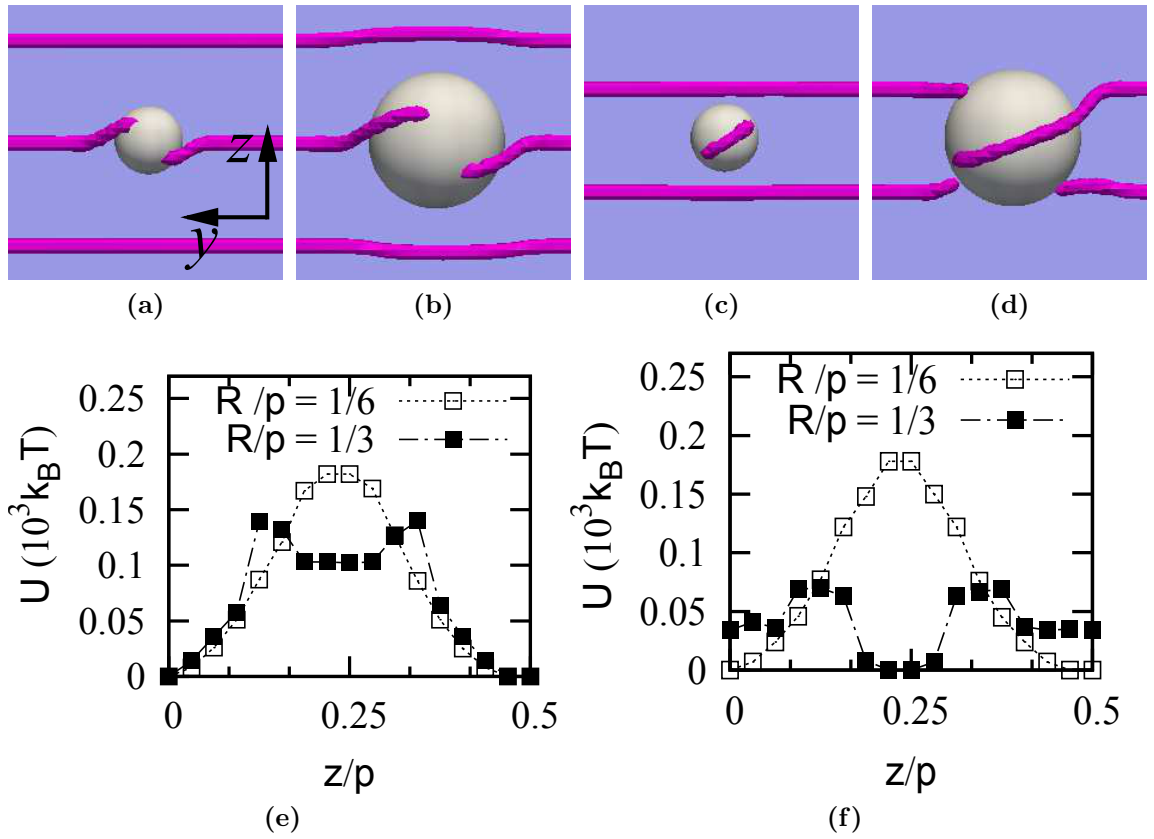 z
y
(a) (b) (c) (d)
R /p = 1/6
R/p = 1/3
U (10³k_BT)
0.25
0.2
0.15
0.1
0.05
0
0 0.25 0.5
z/p
(e)
R /p = 1/6
R/p = 1/3
U (10³k_BT)
0.25
0.2
0.15
0.1
0.05
0
0 0.25 0.5
z/p
(f)